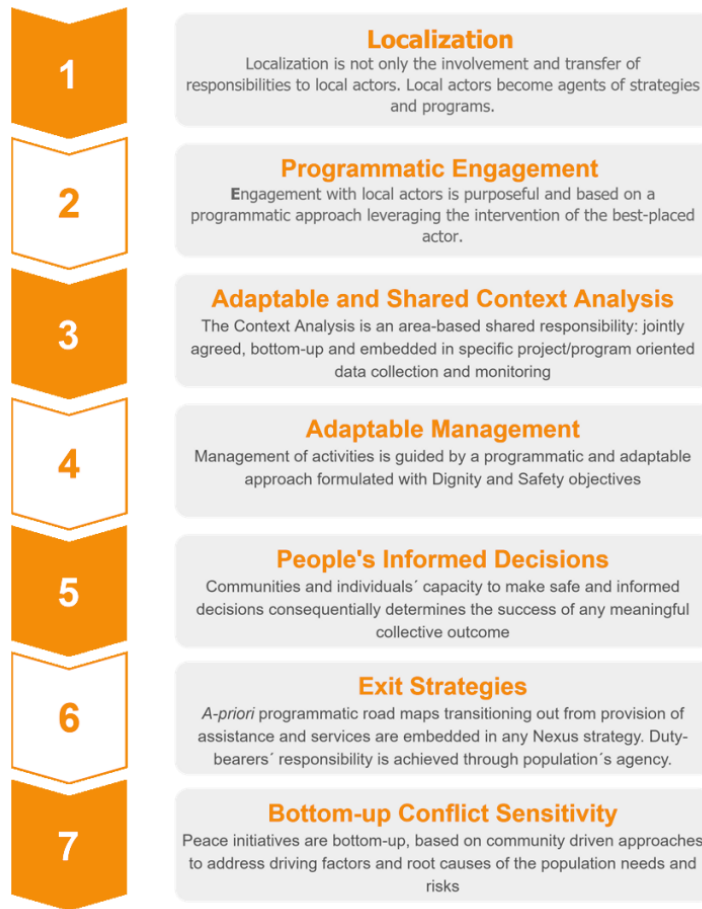 1
Localization
Localization is not only the involvement and transfer of
responsibilities to local actors. Local actors become agents of strategies
and programs.
2
Programmatic Engagement
Engagement with local actors is purposeful and based on a
programmatic approach leveraging the intervention of the best-placed
actor.
3
Adaptable and Shared Context Analysis
The Context Analysis is an area-based shared responsibility: jointly
agreed, bottom-up and embedded in specific project/program oriented
data collection and monitoring
4
Adaptable Management
Management of activities is guided by a programmatic and adaptable
approach formulated with Dignity and Safety objectives
5
People's Informed Decisions
Communities and individuals´ capacity to make safe and informed
decisions consequentially determines the success of any meaningful
collective outcome
6
Exit Strategies
A-priori programmatic road maps transitioning out from provision of
assistance and services are embedded in any Nexus strategy. Duty-
bearers´ responsibility is achieved through population´s agency.
7
Bottom-up Conflict Sensitivity
Peace initiatives are bottom-up, based on community driven approaches
to address driving factors and root causes of the population needs and
risks